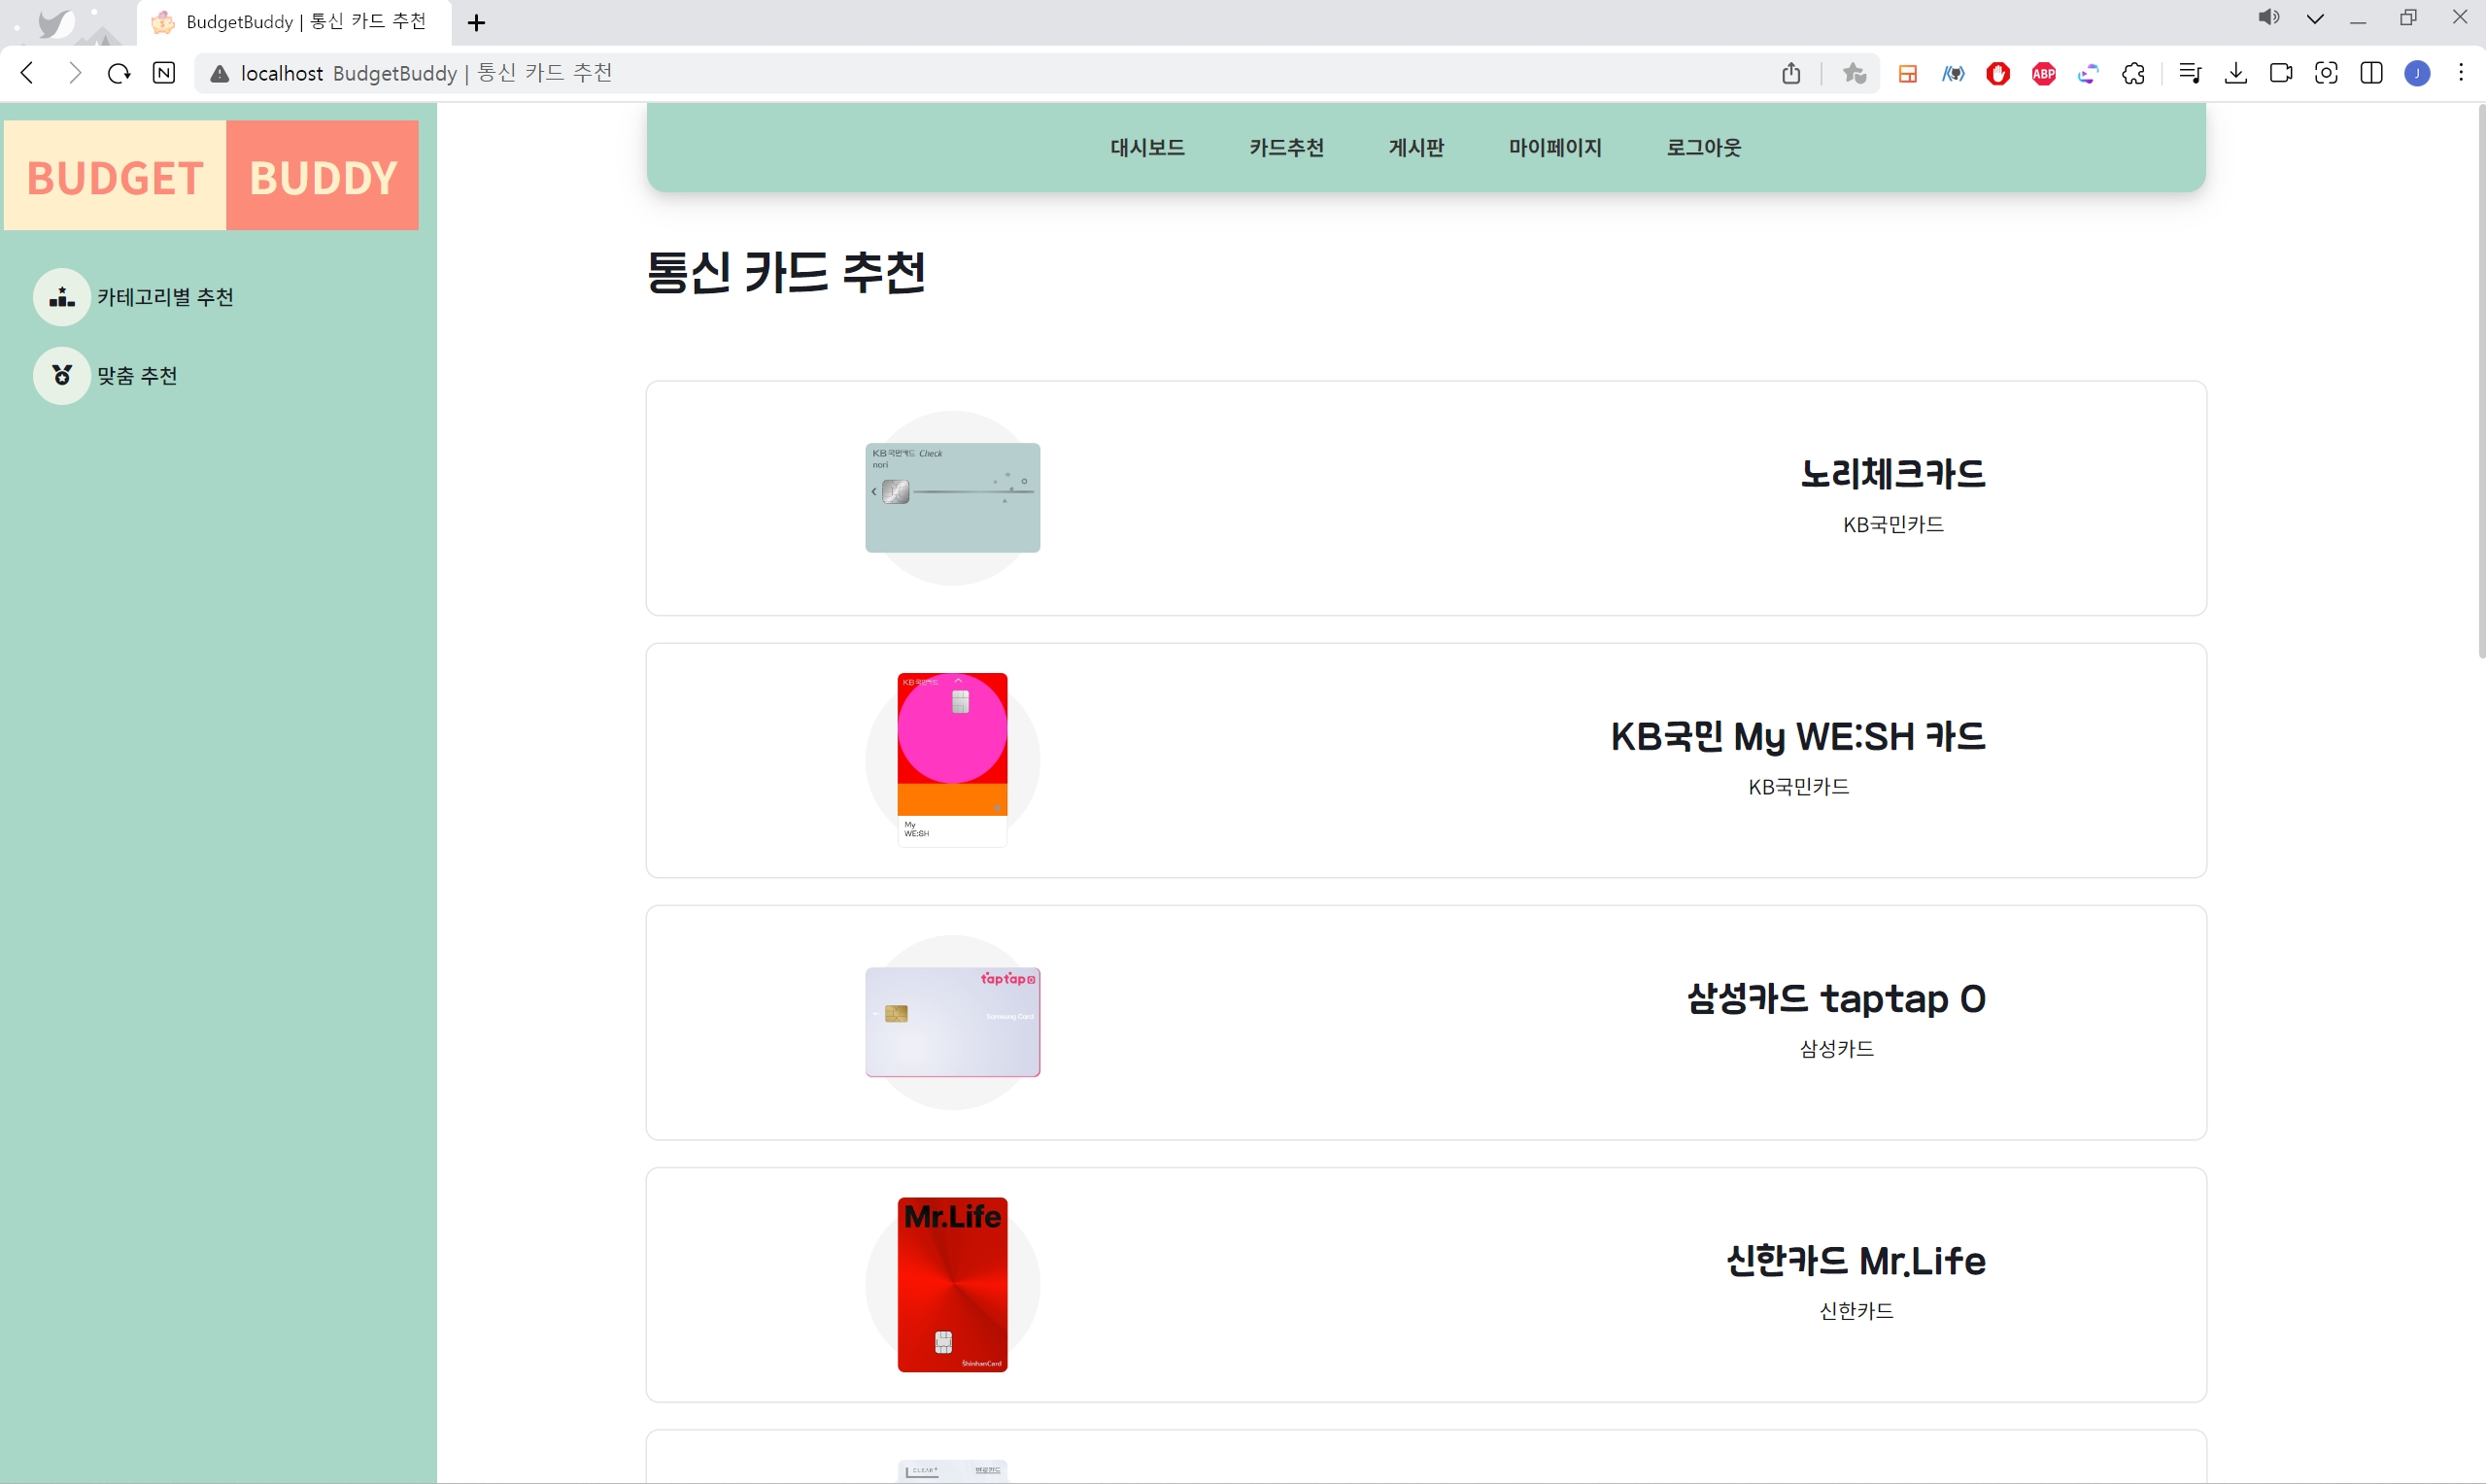 BudgetBuddy | 통신 카드 추천
localhost BudgetBuddy | 통신 카드 추천
ABP
J
BUDGET BUDDY
카테고리별 추천
맞춤 추천
대시보드 카드추천 게시판 마이페이지 로그아웃
통신 카드 추천
KB국민카드 Check
nori
노리체크카드
KB국민카드
KB국민카드
My
WE:SH
KB국민 My WE:SH 카드
KB국민카드
taptap O
Samsung Card
삼성카드 taptap O
삼성카드
Mr.Life
ShinhanCard
신한카드 Mr.Life
신한카드
CLEAR+